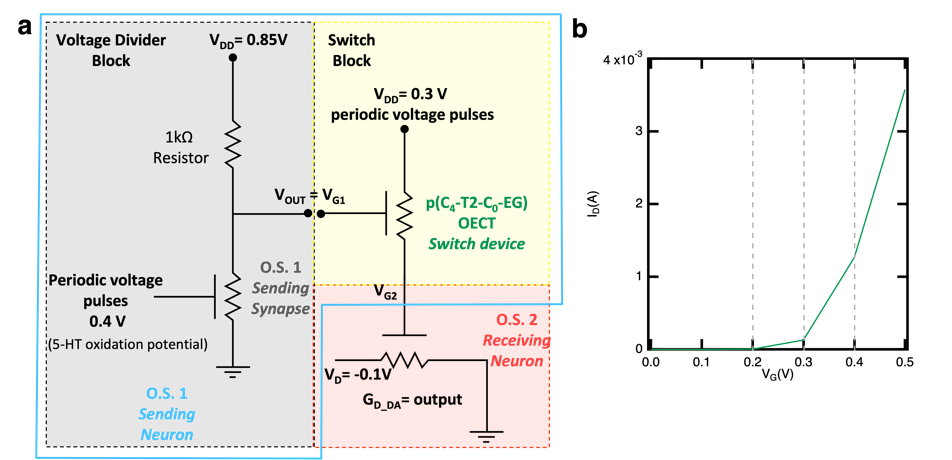 a
Voltage Divider
Block
V_DD= 0.85V
1kΩ
Resistor
V_OUT = V_G1
Periodic voltage
pulses
0.4 V
(5-HT oxidation potential)
O.S. 1
Sending
Synapse
O.S. 1
Sending
Neuron
Switch
Block
V_DD= 0.3 V
periodic voltage pulses
p(C₄-T2-C₀-EG)
OECT
Switch device
V_G2
O.S. 2
Receiving
Neuron
V_D= -0.1V
G_D_DA= output
b
4 x10⁻³
3
2
1
0
I_D(A)
0.0 0.1 0.2 0.3 0.4 0.5
V_G(V)